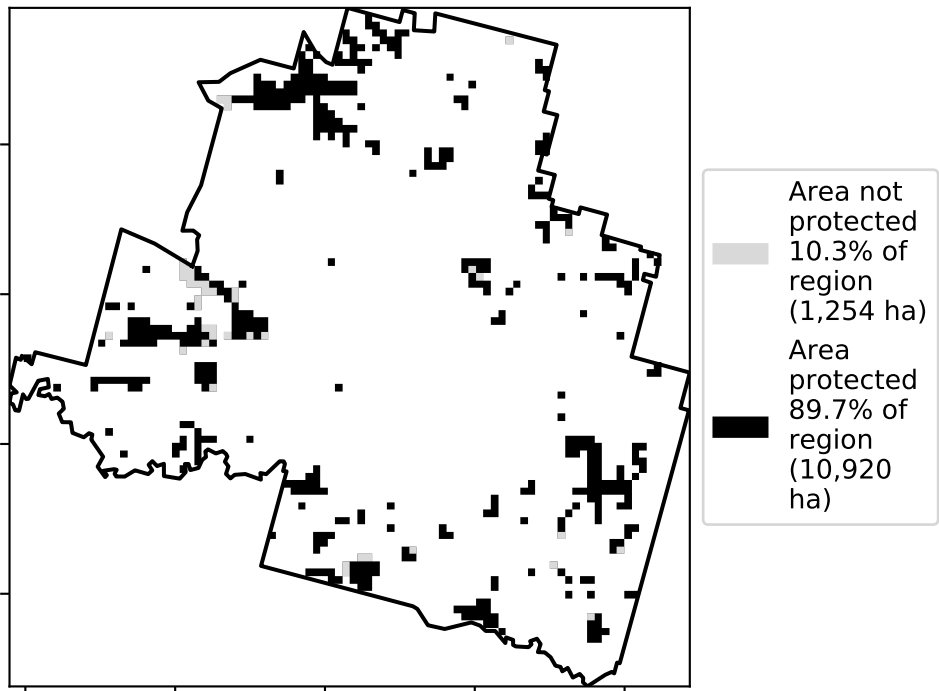 Area not
protected
10.3% of
region
(1,254 ha)
Area
protected
89.7% of
region
(10,920
ha)